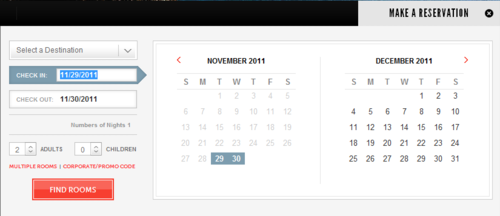 MAKE A RESERVATION
Select a Destination
CHECK IN: 11/29/2011
CHECK OUT: 11/30/2011
Numbers of Nights 1
2 ADULTS 0 CHILDREN
MULTIPLE ROOMS | CORPORATE/PROMO CODE
FIND ROOMS
NOVEMBER 2011
S M T W T F S
1 2 3 4 5
6 7 8 9 10 11 12
13 14 15 16 17 18 19
20 21 22 23 24 25 26
27 28 29 30
DECEMBER 2011
S M T W T F S
1 2 3
4 5 6 7 8 9 10
11 12 13 14 15 16 17
18 19 20 21 22 23 24
25 26 27 28 29 30 31